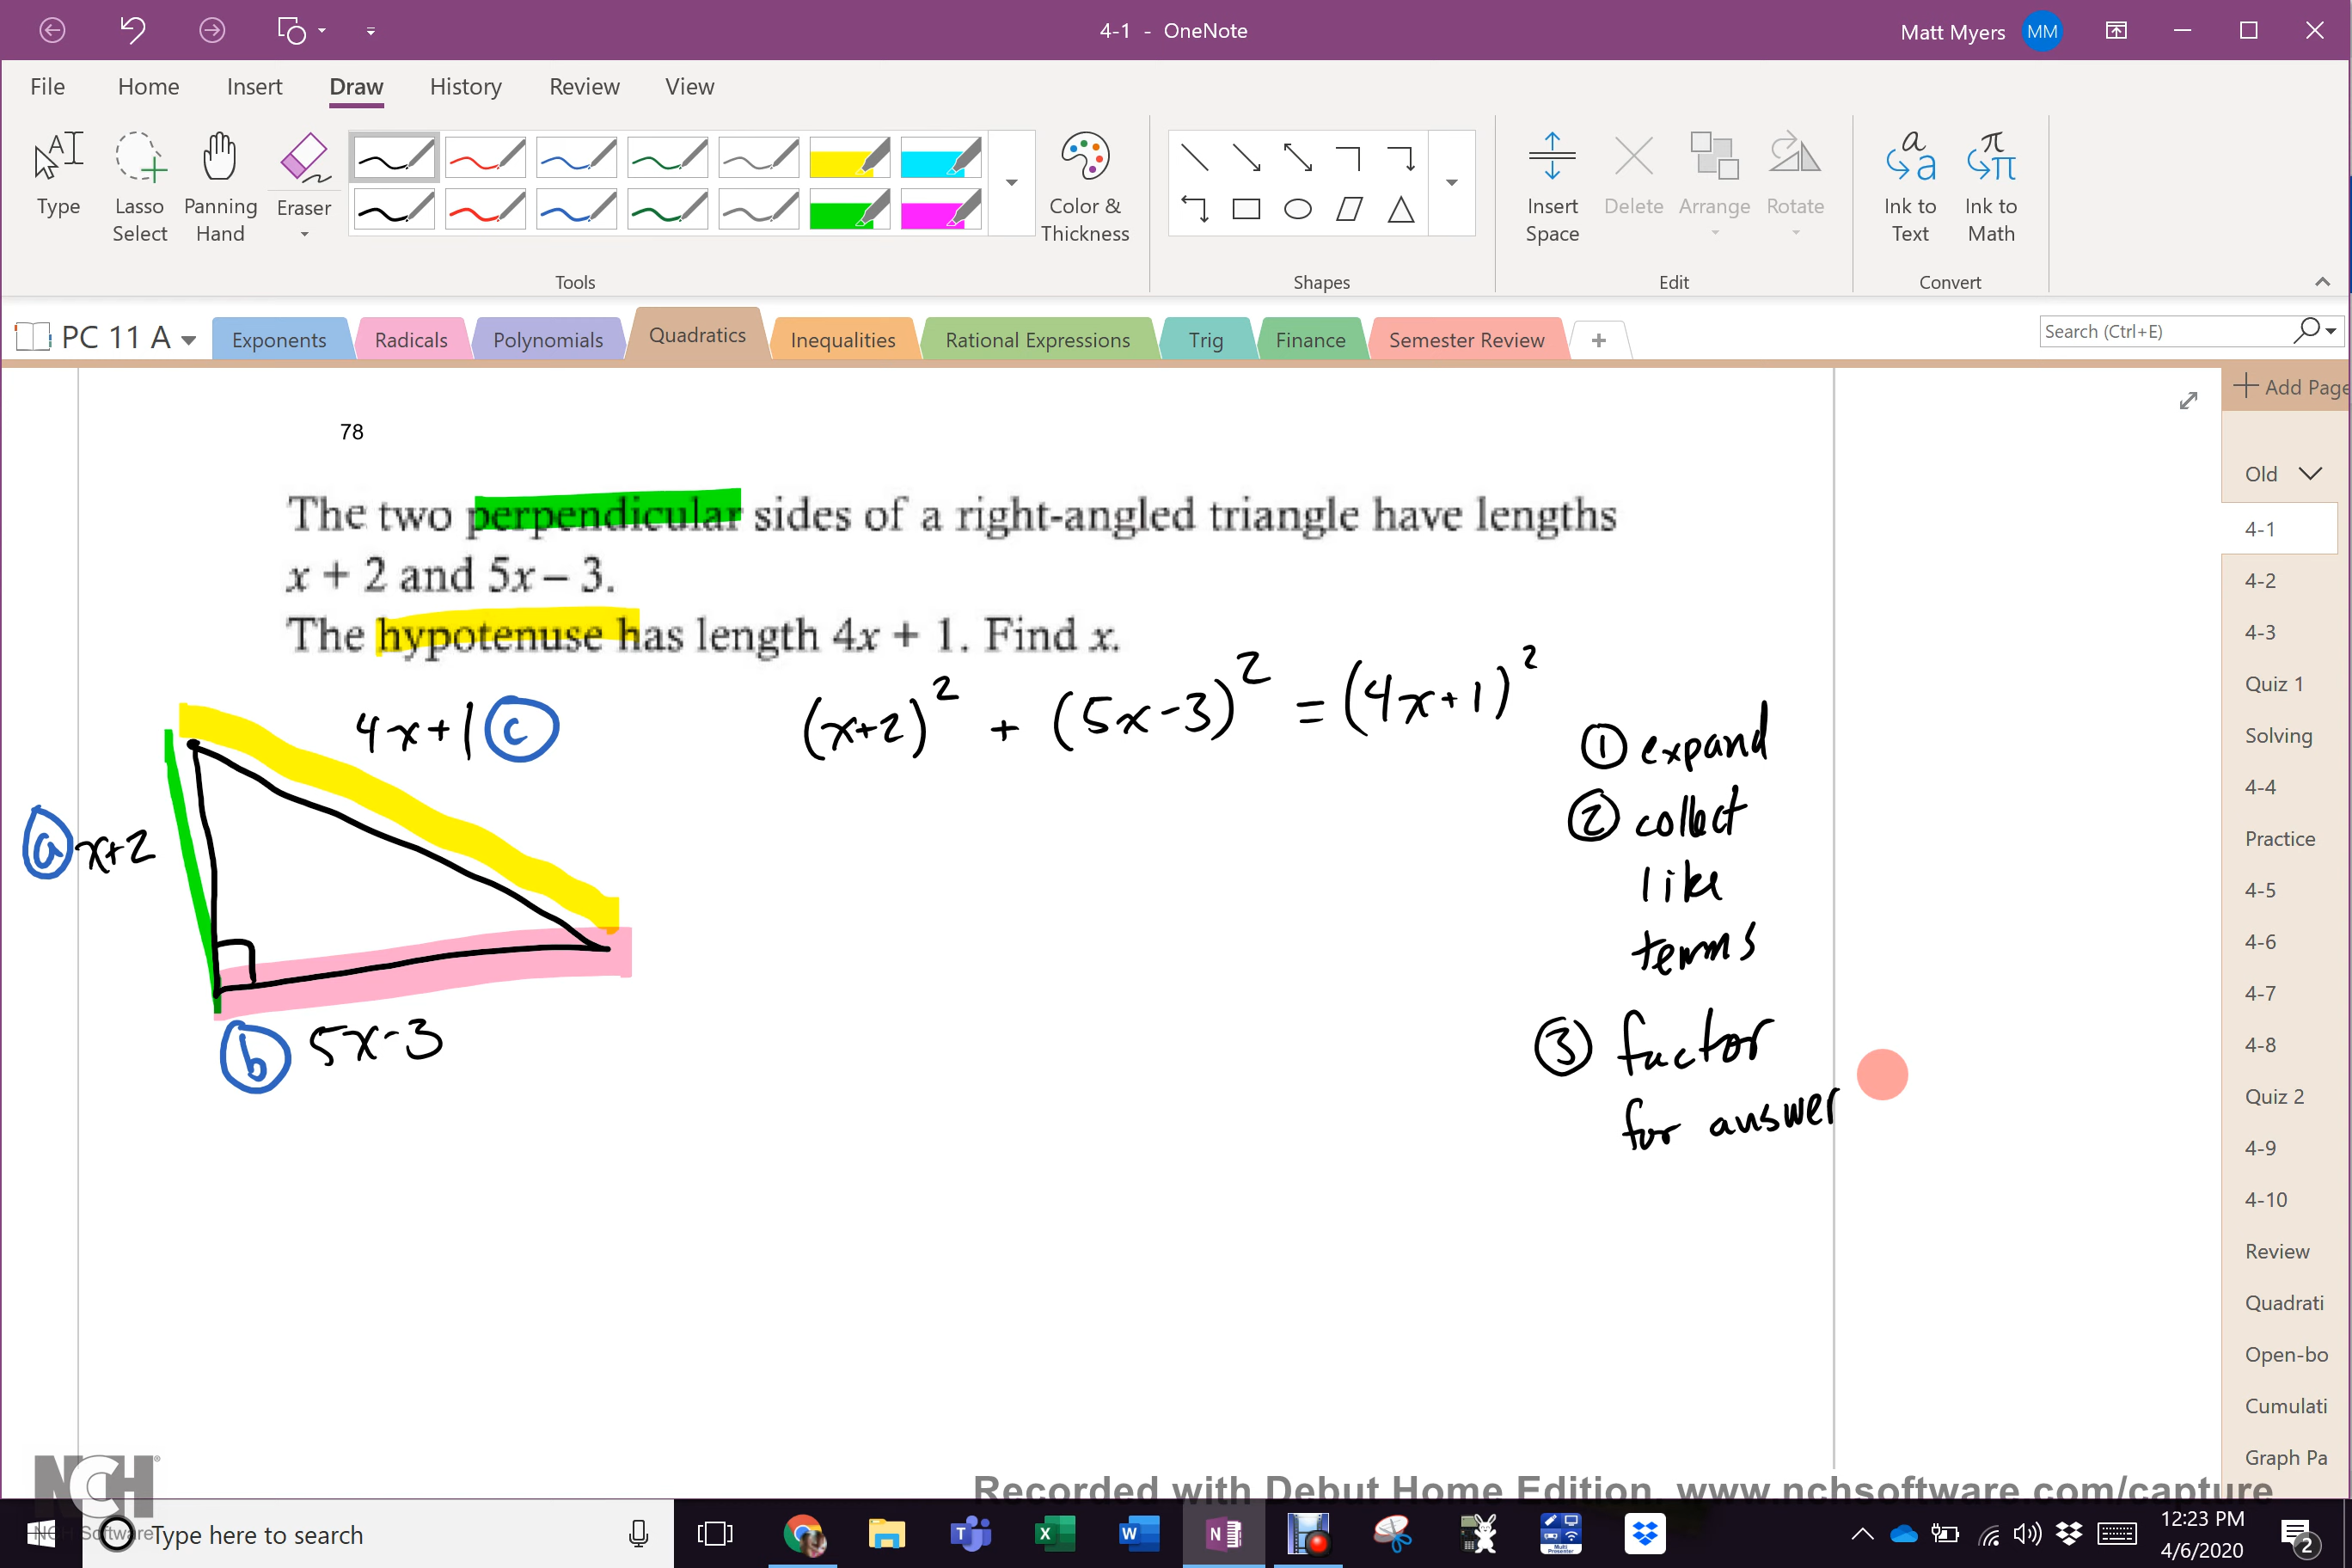 4-1 - OneNote
Matt Myers MM
File Home Insert Draw History Review View
Type
Lasso Select
Panning Hand
Eraser
Color & Thickness
Insert Space
Delete
Arrange
Rotate
a a
Ink to Text
π π
Ink to Math
Tools Shapes Edit Convert
PC 11 A Exponents Radicals Polynomials Quadratics Inequalities Rational Expressions Trig Finance Semester Review +
Search (Ctrl+E)
+ Add Page
78
The two perpendicular sides of a right-angled triangle have lengths
x + 2 and 5x – 3.
The hypotenuse has length 4x + 1. Find x.
4x+1 c
(x+2)² + (5x-3)² = (4x+1)²
a x+2
b 5x-3
① expand
② collect
like
terms
③ factor
for answer
Old
4-1
4-2
4-3
Quiz 1
Solving
4-4
Practice
4-5
4-6
4-7
4-8
Quiz 2
4-9
4-10
Review
Quadrati
Open-bo
Cumulati
Graph Pa
NCH®
NCH Software
Recorded with Debut Home Edition. www.nchsoftware.com/capture
Type here to search
12:23 PM
4/6/2020
2